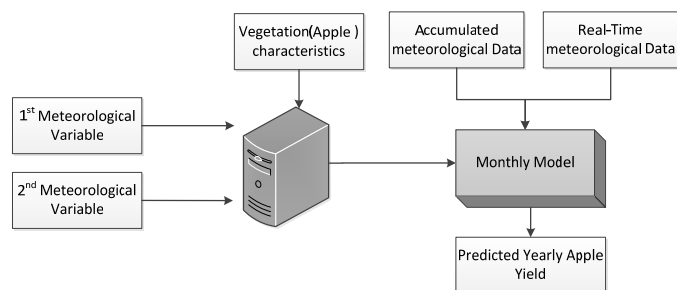 Vegetation(Apple )
characteristics
Accumulated
meteorological Data
Real-Time
meteorological Data
1st Meteorological
Variable
2nd Meteorological
Variable
Monthly Model
Predicted Yearly Apple
Yield